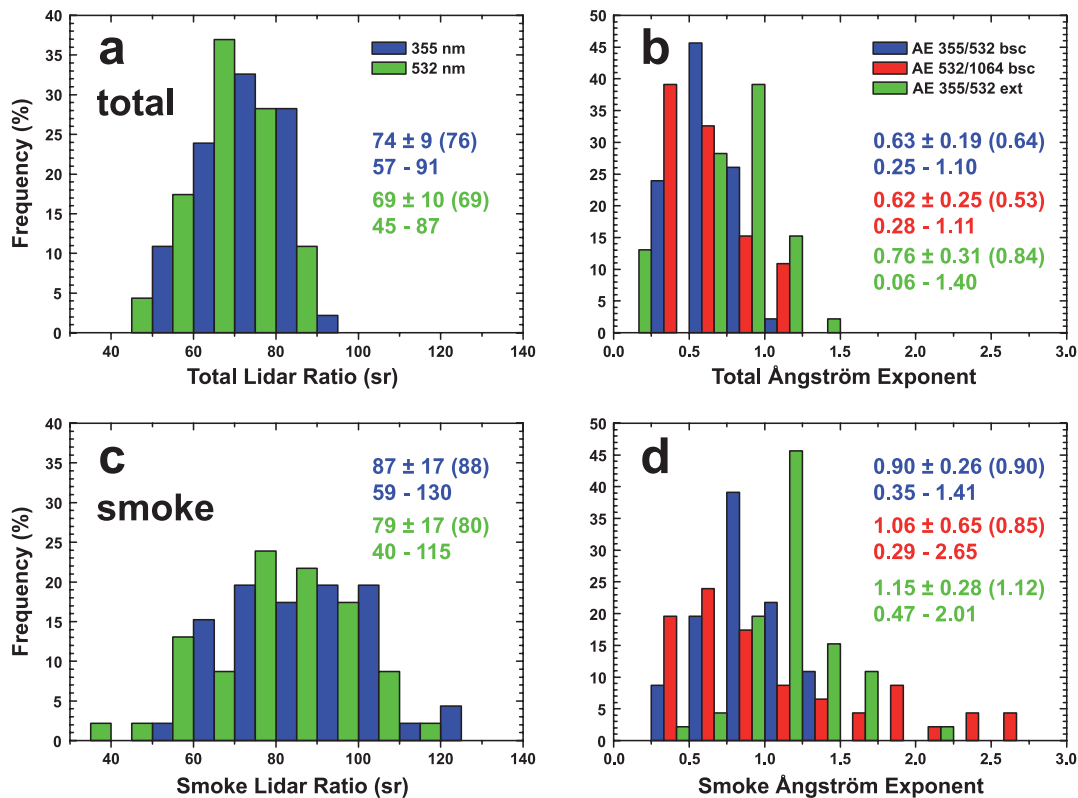 a
total
355 nm
532 nm
74 ± 9 (76)
57 - 91
69 ± 10 (69)
45 - 87
Frequency (%)
40
35
30
25
20
15
10
5
0
40 60 80 100 120 140
Total Lidar Ratio (sr)
b
AE 355/532 bsc
AE 532/1064 bsc
AE 355/532 ext
0.63 ± 0.19 (0.64)
0.25 - 1.10
0.62 ± 0.25 (0.53)
0.28 - 1.11
0.76 ± 0.31 (0.84)
0.06 - 1.40
50
45
40
35
30
25
20
15
10
5
0
0.0 0.5 1.0 1.5 2.0 2.5 3.0
Total Ångström Exponent
c
smoke
87 ± 17 (88)
59 - 130
79 ± 17 (80)
40 - 115
Frequency (%)
40
35
30
25
20
15
10
5
0
40 60 80 100 120 140
Smoke Lidar Ratio (sr)
d
0.90 ± 0.26 (0.90)
0.35 - 1.41
1.06 ± 0.65 (0.85)
0.29 - 2.65
1.15 ± 0.28 (1.12)
0.47 - 2.01
50
45
40
35
30
25
20
15
10
5
0
0.0 0.5 1.0 1.5 2.0 2.5 3.0
Smoke Ångström Exponent